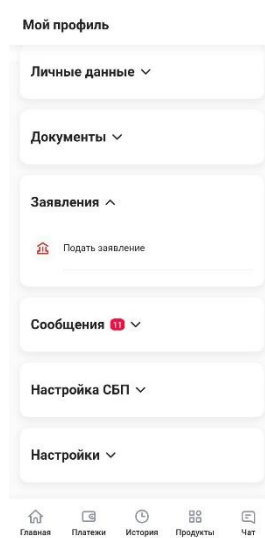 Мой профиль
Личные данные
Документы
Заявления
Подать заявление
Сообщения 11
Настройка СБП
Настройки
Главная Платежи История Продукты Чат